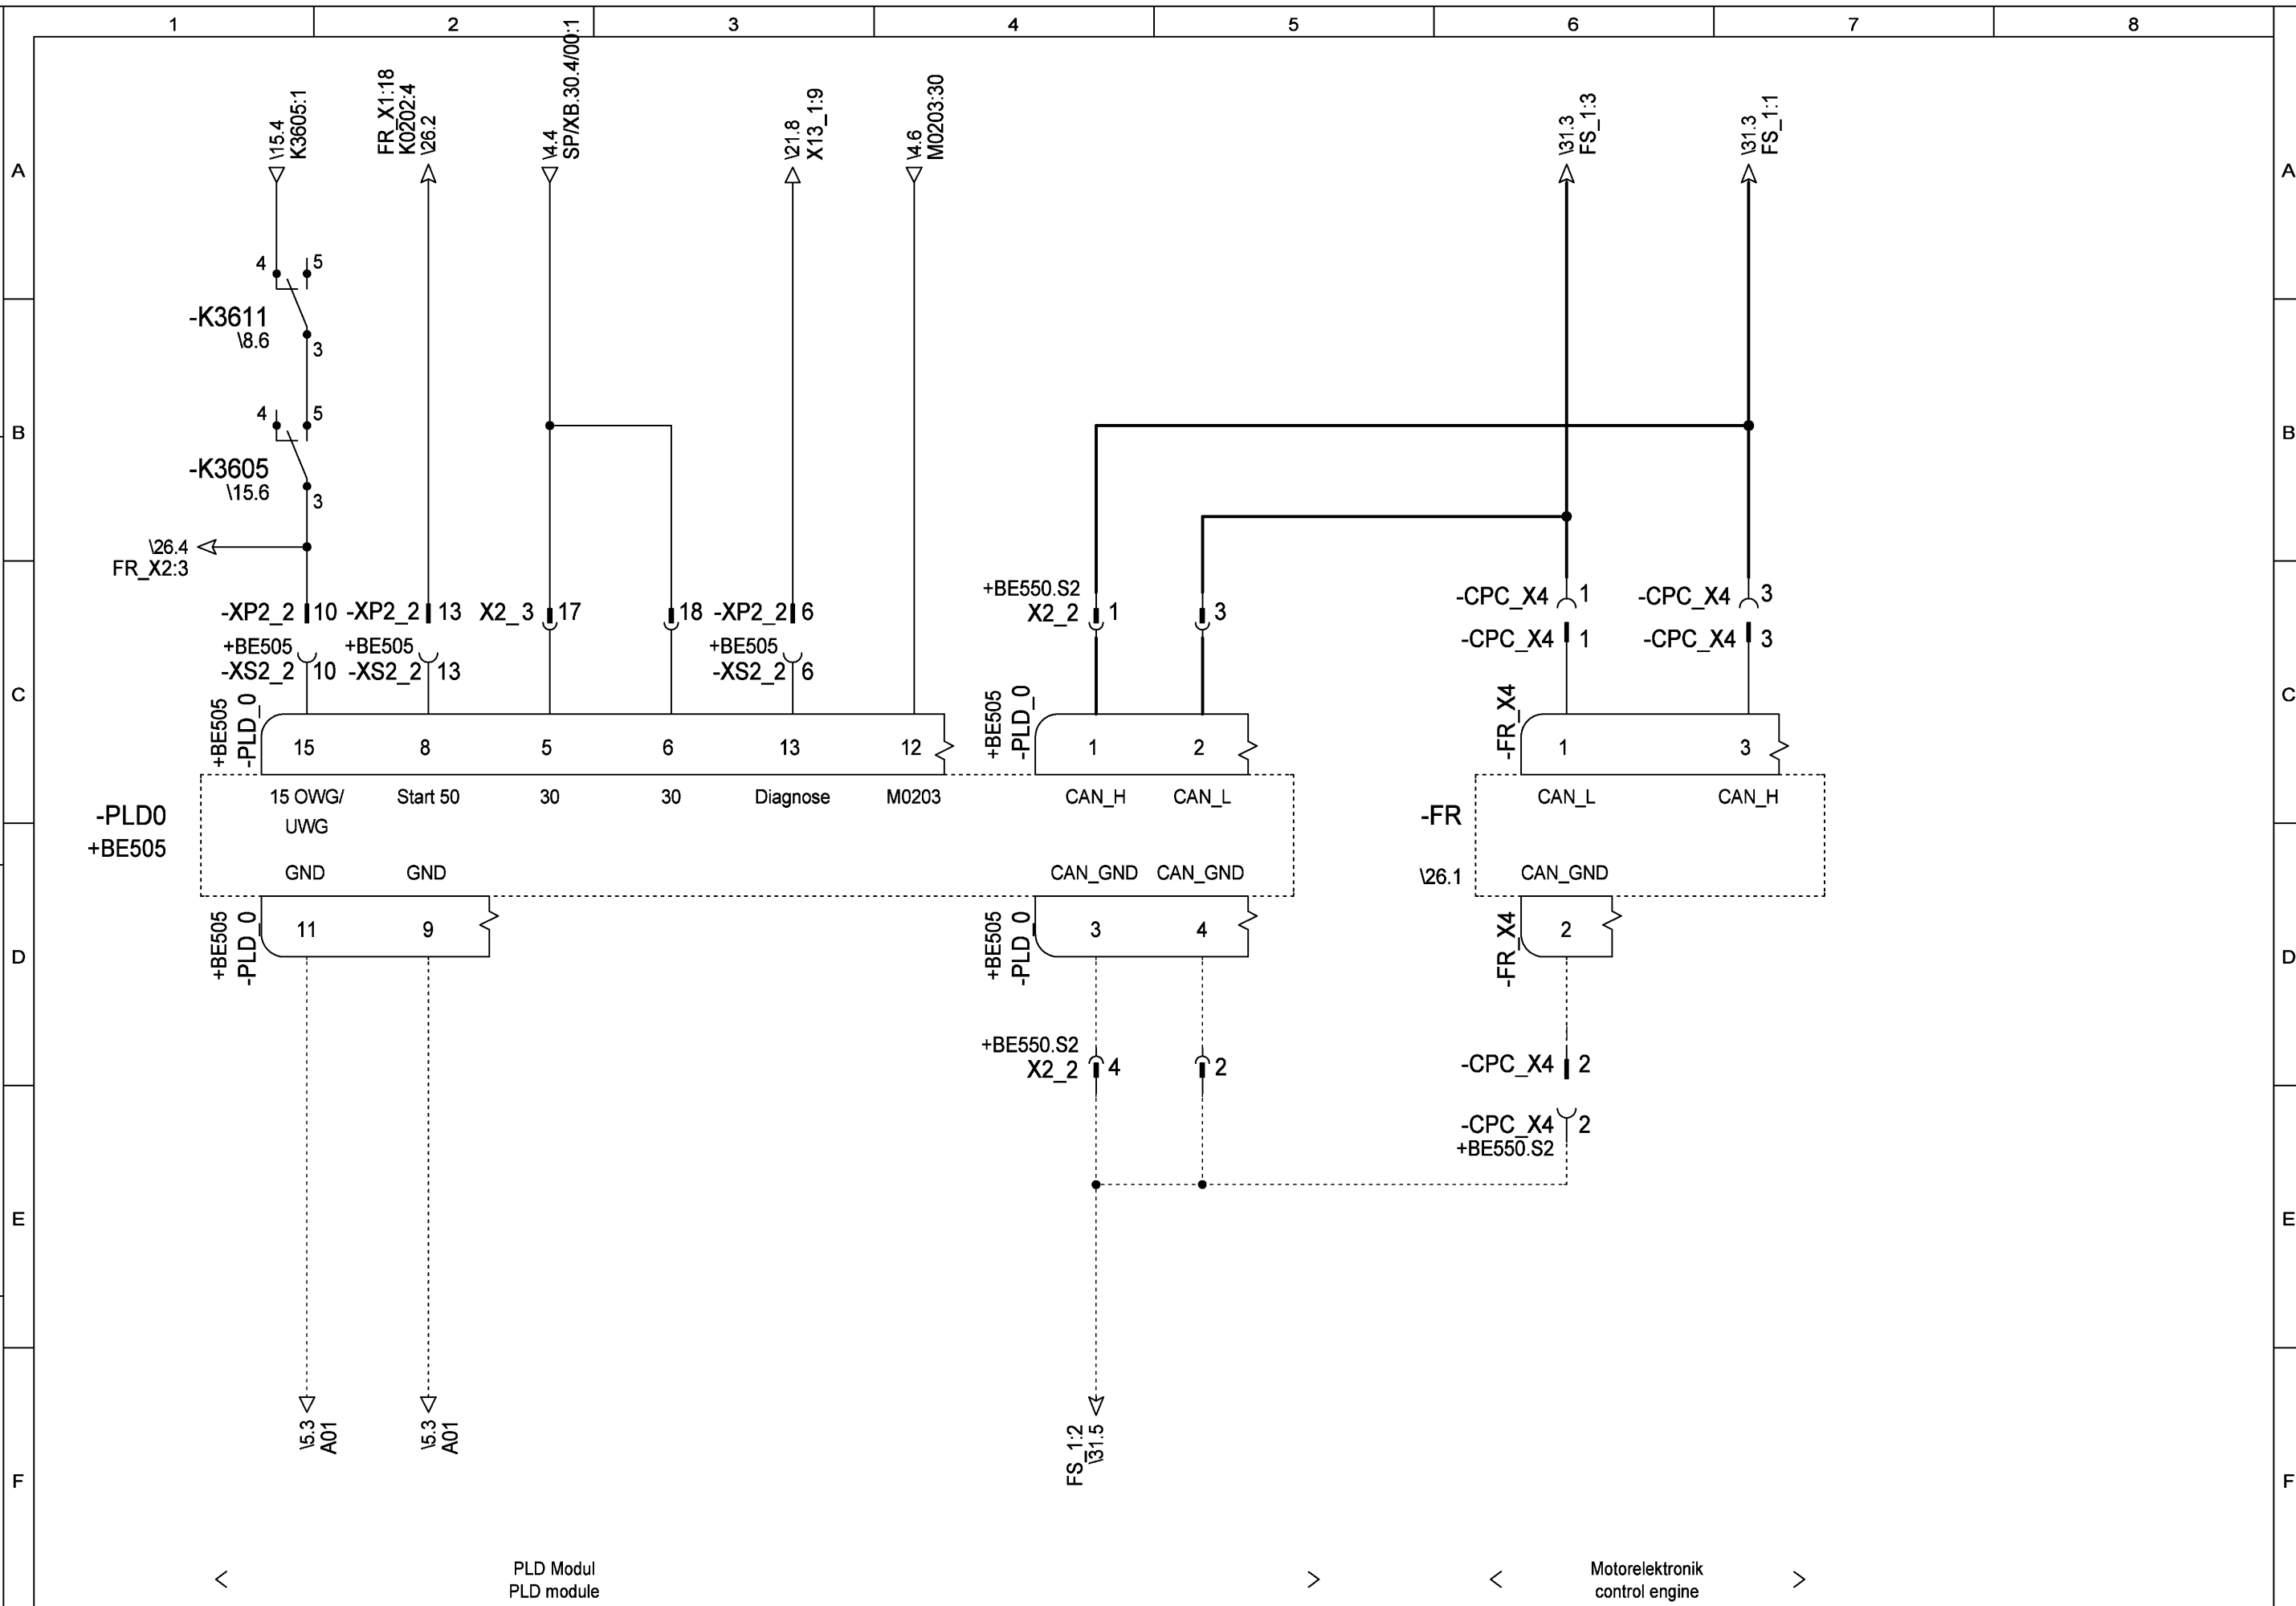 1 2 3 4 5 6 7 8
\15.4
K3605:1
FR_X1:18
K0202:4
\26.2
\4.4
SP/XB.30.4/00:1
\21.8
X13_1:9
\4.6
M0203:30
\31.3
FS_1:3
\31.3
FS_1:1
A A
4 5
-K3611
\8.6
3
4 5
B B
-K3605
\15.6
3
\26.4
FR_X2:3
-XP2_2 10 -XP2_2 13 X2_3 17 18 -XP2_2 6
+BE505 +BE505 +BE505
-XS2_2 10 -XS2_2 13 -XS2_2 6
+BE550.S2
X2_2 1 3
-CPC_X4 1 -CPC_X4 3
-CPC_X4 1 -CPC_X4 3
C C
+BE505
-PLD_0
15 8 5 6 13 12
+BE505
-PLD_0
1 2
-FR_X4
1 3
-PLD0
+BE505
15 OWG/ Start 50 30 30 Diagnose M0203 CAN_H CAN_L
UWG
GND GND CAN_GND CAN_GND
-FR
\26.1
CAN_L CAN_H
CAN_GND
+BE505
-PLD_0
11 9
+BE505
-PLD_0
3 4
-FR_X4
2
D D
+BE550.S2
X2_2 4 2
-CPC_X4 2
-CPC_X4 2
+BE550.S2
E E
\5.3
A01
\5.3
A01
FS_1:2
\31.5
F F
< PLD Modul >
PLD module
< Motorelektronik >
control engine